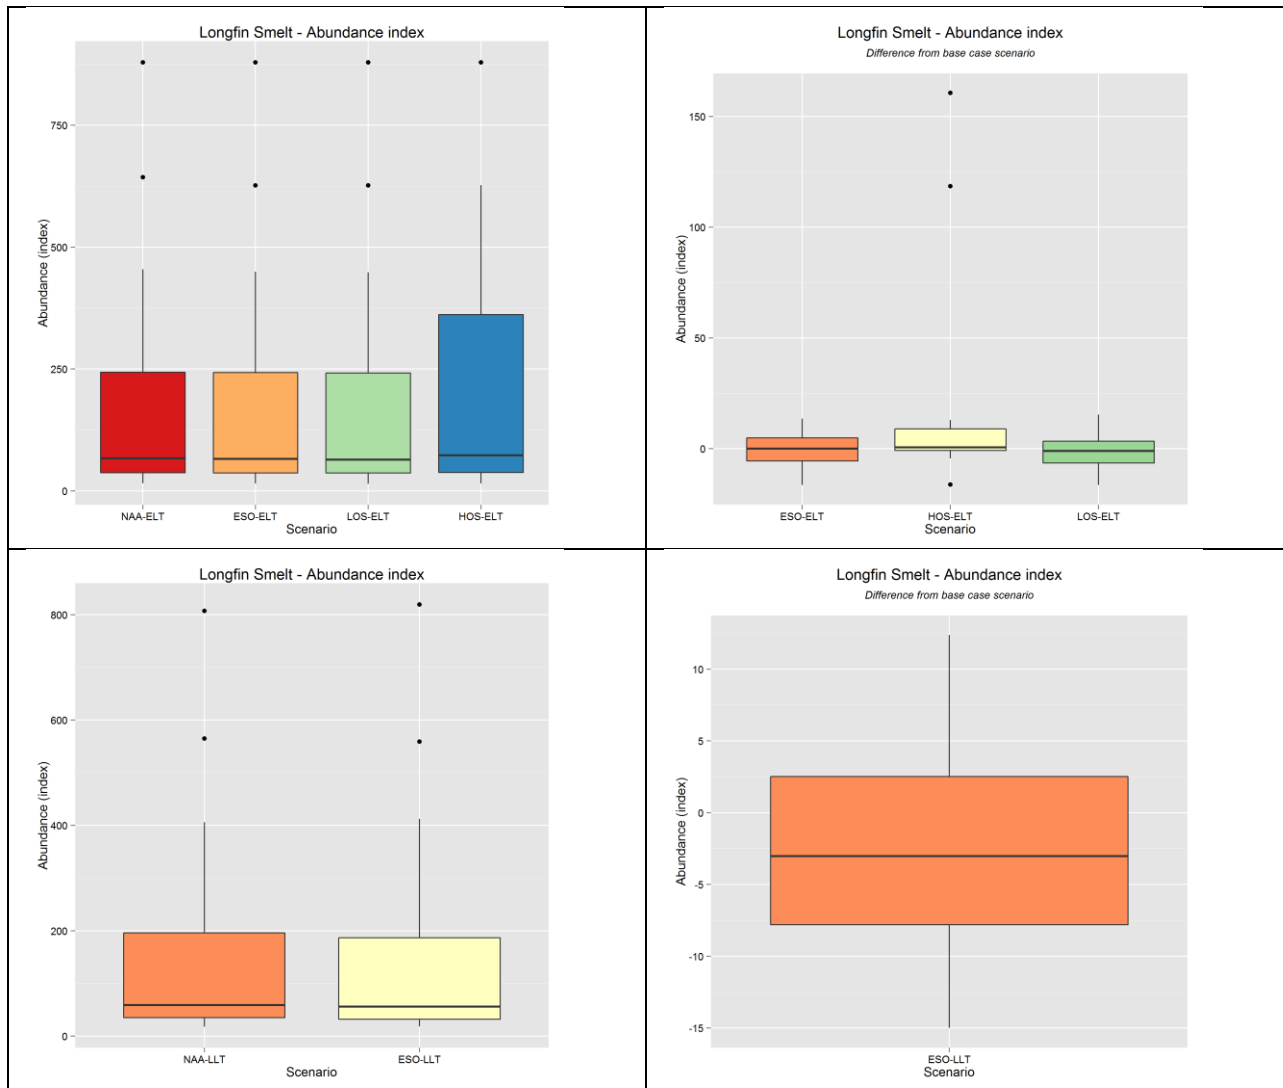 Longfin Smelt - Abundance index
Abundance (index)
750
500
250
0
NAA-ELT ESO-ELT LOS-ELT HOS-ELT
Scenario
Longfin Smelt - Abundance index
Difference from base case scenario
Abundance (index)
150
100
50
0
ESO-ELT HOS-ELT LOS-ELT
Scenario
Longfin Smelt - Abundance index
Abundance (index)
800
600
400
200
0
NAA-LLT ESO-LLT
Scenario
Longfin Smelt - Abundance index
Difference from base case scenario
Abundance (index)
10
5
0
-5
-10
-15
ESO-LLT
Scenario